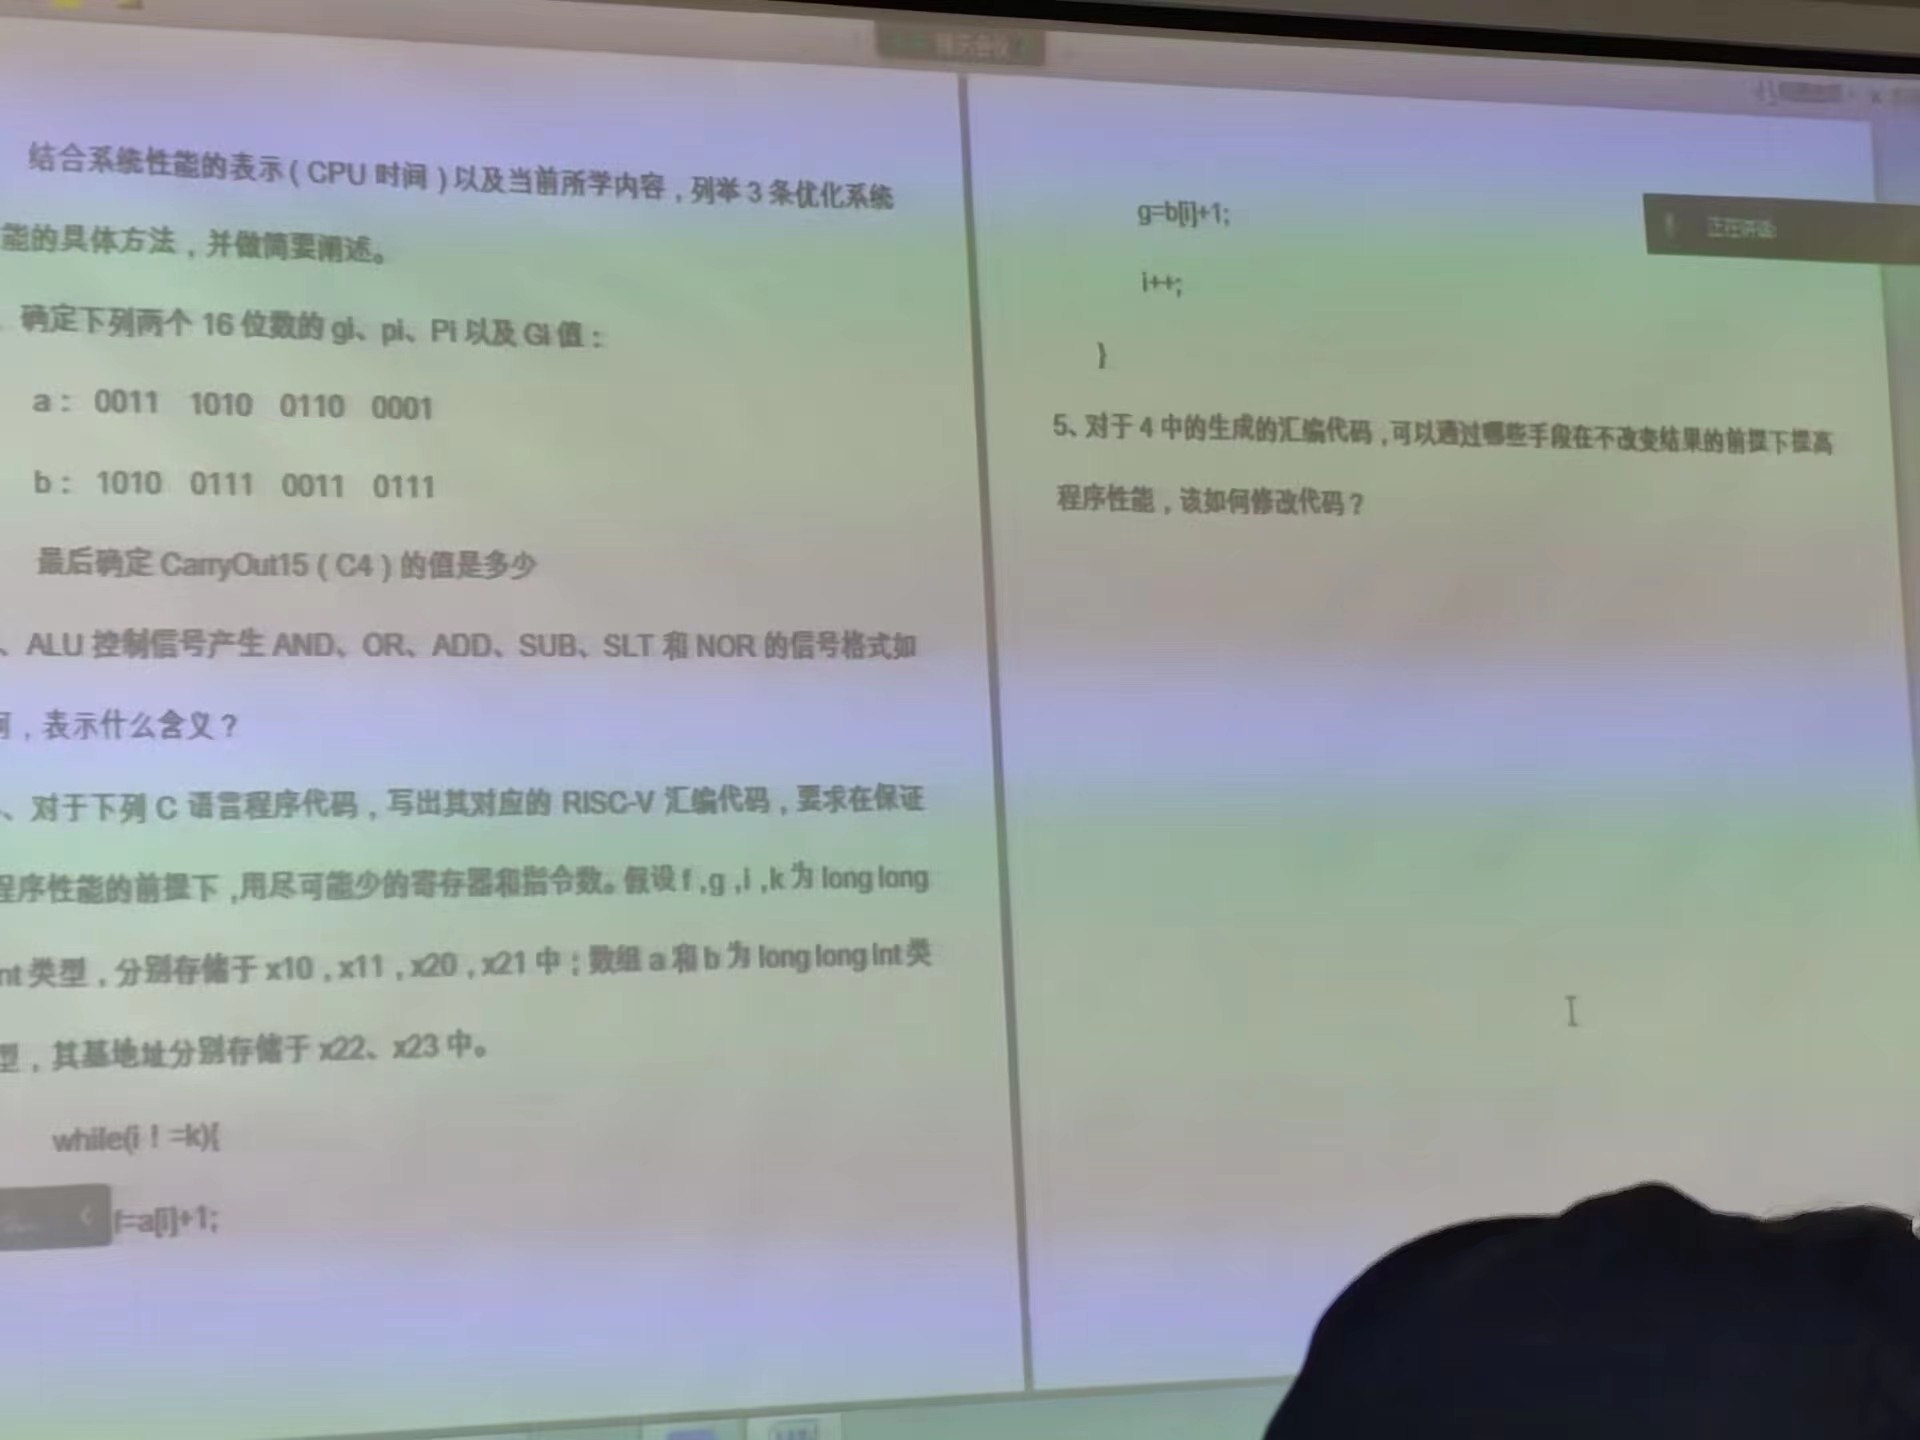 结合系统性能的表示(CPU 时间)以及当前所学内容,列举 3 条优化系统
能的具体方法,并做简要阐述。
确定下列两个 16 位数的 gi、pi、Pi 以及 Gi 值:
a: 0011 1010 0110 0001
b: 1010 0111 0011 0111
最后确定 CarryOut15(C4)的值是多少
、ALU 控制信号产生 AND、OR、ADD、SUB、SLT 和 NOR 的信号格式如
何,表示什么含义?
、对于下列 C 语言程序代码,写出其对应的 RISC-V 汇编代码,要求在保证
程序性能的前提下,用尽可能少的寄存器和指令数。假设 f,g,i,k 为 long long
int 类型,分别存储于 x10,x11,x20,x21 中;数组 a 和 b 为 long long int 类
型,其基地址分别存储于 x22、x23 中。
while(i!=k){
f=a[i]+1;
g=b[i]+1;
i++;
}
5、对于 4 中的生成的汇编代码,可以通过哪些手段在不改变结果的前提下提高
程序性能,该如何修改代码?
正在讲话: